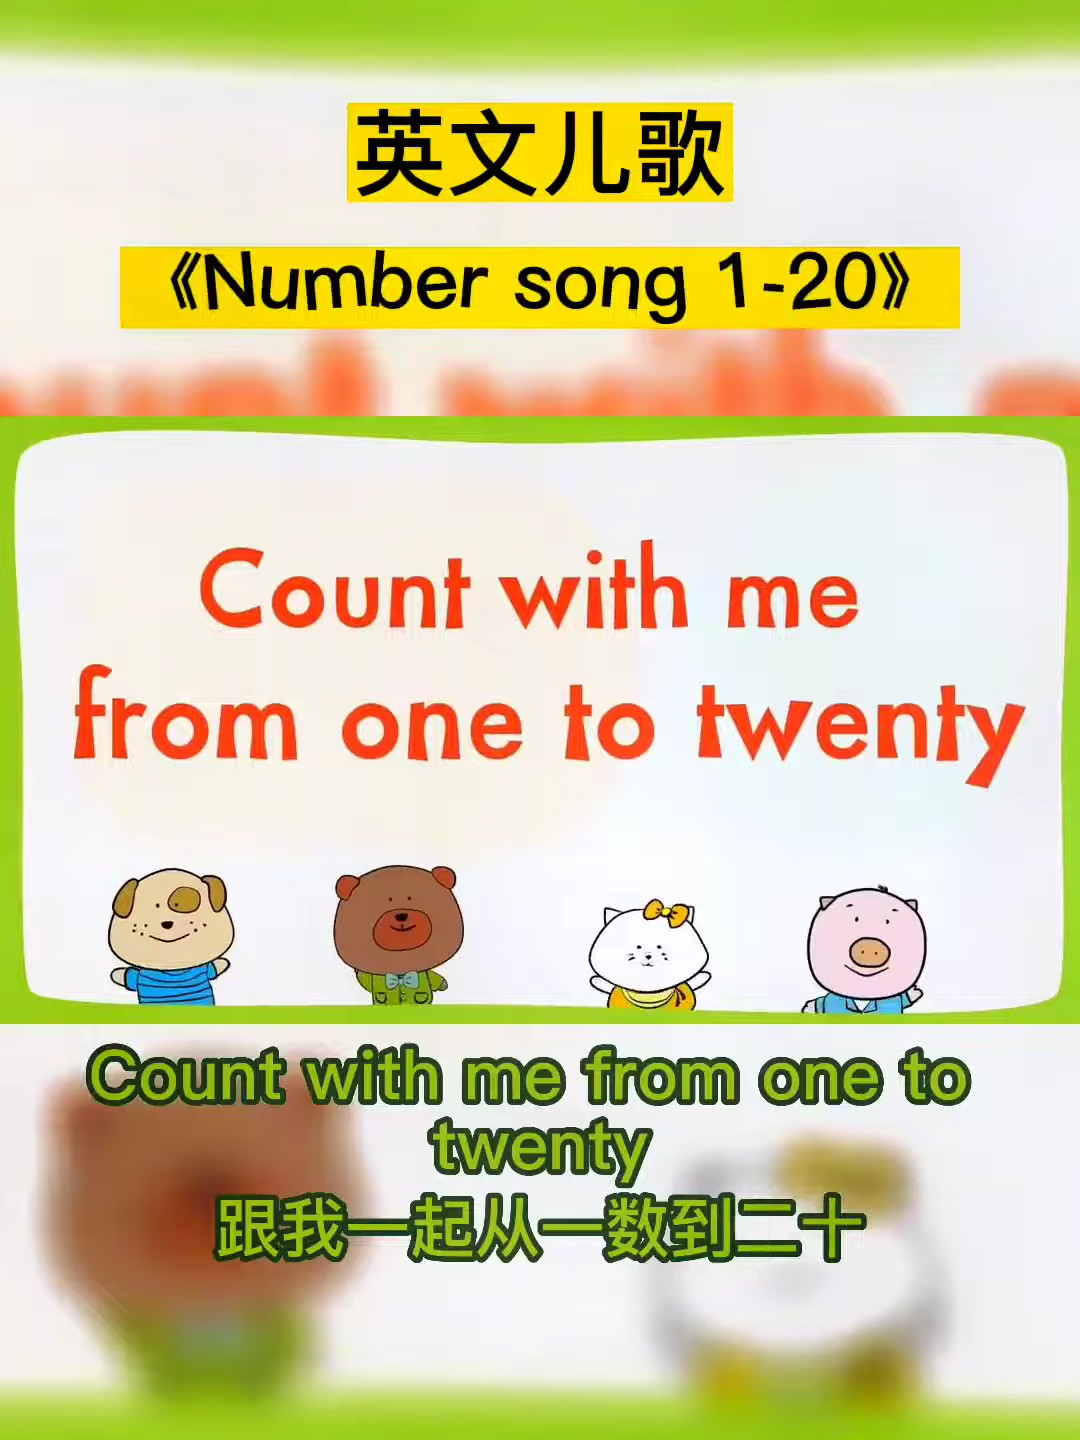 英文儿歌
《Number song 1-20》
Count with me
from one to twenty
Count with me from one to
twenty
跟我一起从一数到二十